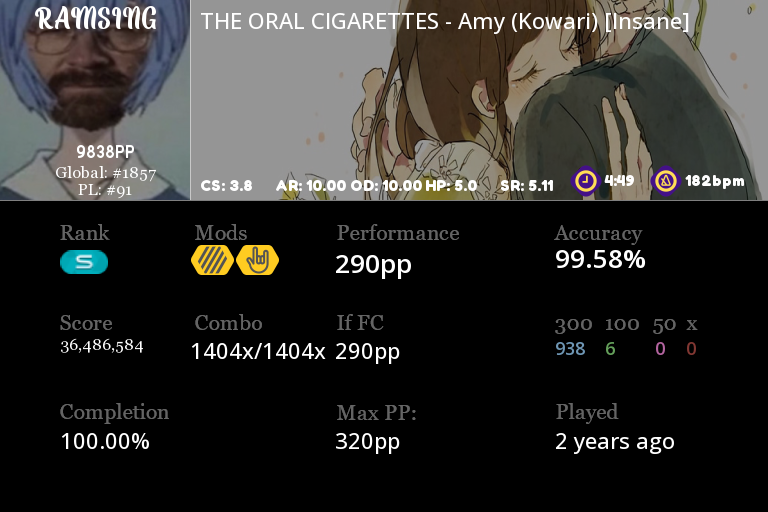 RAMSING
THE ORAL CIGARETTES - Amy (Kowari) [Insane]
9838PP
Global: #1857
PL: #91
CS: 3.8 AR: 10.00 OD: 10.00 HP: 5.0 SR: 5.11 4:49 182bpm
Rank Mods Performance Accuracy
S 290pp 99.58%
Score Combo If FC 300 100 50 x
36,486,584 1404x/1404x 290pp 938 6 0 0
Completion Max PP: Played
100.00% 320pp 2 years ago